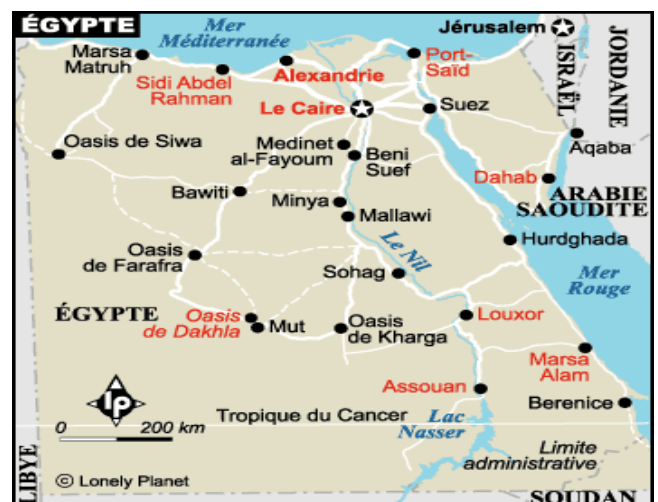 ÉGYPTE
Mer
Méditerranée
Jérusalem
Marsa
Matruh
Sidi Abdel
Rahman
Alexandrie
Port-
Saïd
ISRAËL
JORDANIE
Le Caire
Suez
Oasis de Siwa
Medinet
al-Fayoum
Beni
Suef
Aqaba
Dahab
ARABIE
SAOUDITE
Bawiti
Minya
Mallawi
Le Nil
Hurdghada
Oasis
de Farafra
Sohag
Mer
Rouge
ÉGYPTE
Oasis
de Dakhla
Mut
Oasis
de Kharga
Louxor
Marsa
Alam
Assouan
Berenice
lp
0 200 km
Tropique du Cancer
Lac
Nasser
Limite
administrative
LIBYE
© Lonely Planet
SOUDAN